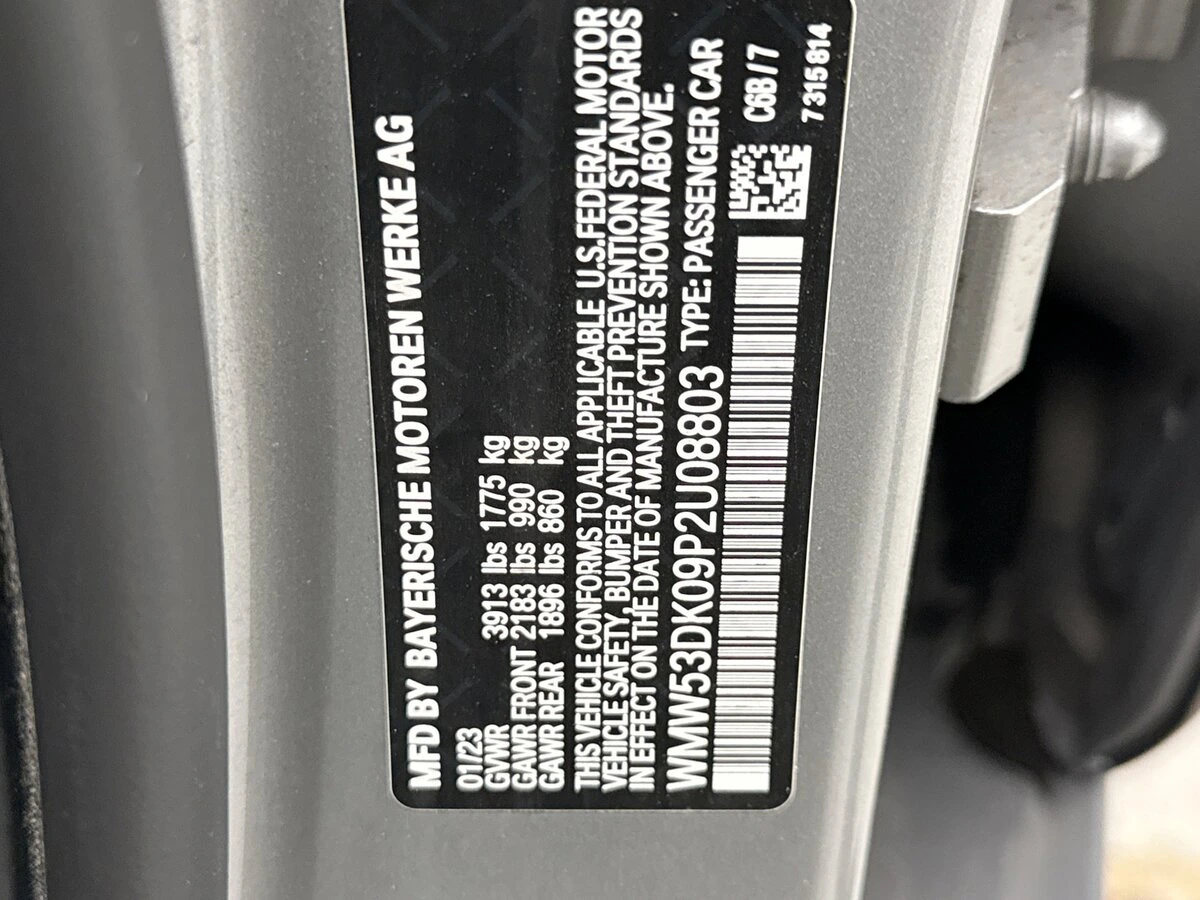 MFD BY BAYERISCHE MOTOREN WERKE AG
01/23
GVWR 3913 lbs 1775 kg
GAWR FRONT 2183 lbs 990 kg
GAWR REAR 1896 lbs 860 kg
THIS VEHICLE CONFORMS TO ALL APPLICABLE U.S.FEDERAL MOTOR
VEHICLE SAFETY, BUMPER AND THEFT PREVENTION STANDARDS
IN EFFECT ON THE DATE OF MANUFACTURE SHOWN ABOVE.
WMW53DK09P2U08803 TYPE: PASSENGER CAR
C6B/7
7315814